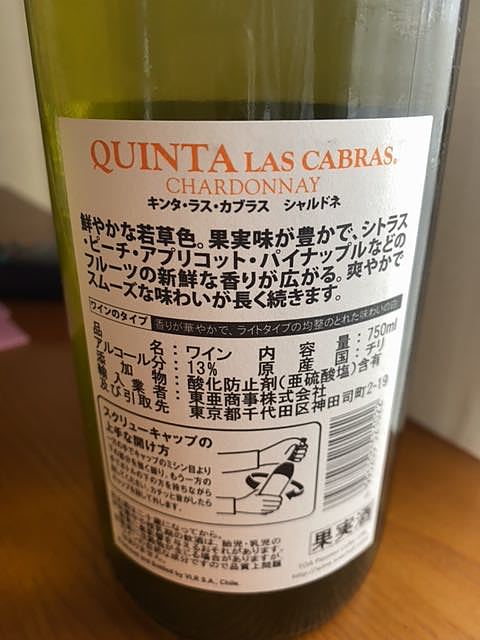 QUINTA LAS CABRAS®
CHARDONNAY
キンタ・ラス・カブラス シャルドネ
鮮やかな若草色。果実味が豊かで、シトラス
・ピーチ・アプリコット・パイナップルなどの
フルーツの新鮮な香りが広がる。爽やかで
スムーズな味わいが長く続きます。
ワインのタイプ 香りが華やかで、ライトタイプの均整のとれた味わいの白
品名:ワイン 内容量:750ml
アルコール分:13% 原産国:チリ
添加物:酸化防止剤(亜硫酸塩)含有
輸入業者:東亜商事株式会社
及び引取先 東京都千代田区神田司町2-19
スクリューキャップの
上手な開け方
果実酒
VLR S.A., Chile.